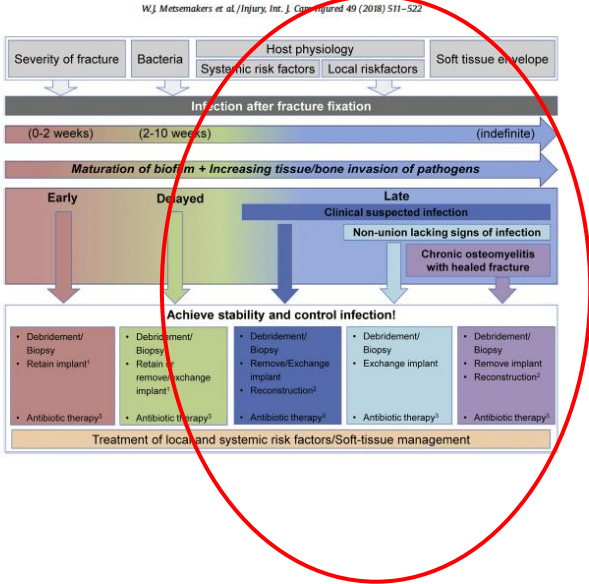 W.J. Metsemakers et al. / Injury, Int. J. Care Injured 49 (2018) 511–522
Severity of fracture
Bacteria
Host physiology
Systemic risk factors
Local riskfactors
Soft tissue envelope
Infection after fracture fixation
(0-2 weeks)
(2-10 weeks)
(indefinite)
Maturation of biofilm + Increasing tissue/bone invasion of pathogens
Early
Delayed
Late
Clinical suspected infection
Non-union lacking signs of infection
Chronic osteomyelitis
with healed fracture
Achieve stability and control infection!
• Debridement/
Biopsy
• Retain implant¹
• Antibiotic therapy³
• Debridement/
Biopsy
• Retain or
remove/exchange
implant¹
• Antibiotic therapy³
• Debridement/
Biopsy
• Remove/Exchange
implant
• Reconstruction²
• Antibiotic therapy³
• Debridement/
Biopsy
• Exchange implant
• Antibiotic therapy³
• Debridement/
Biopsy
• Remove implant
• Reconstruction²
• Antibiotic therapy³
Treatment of local and systemic risk factors/Soft-tissue management